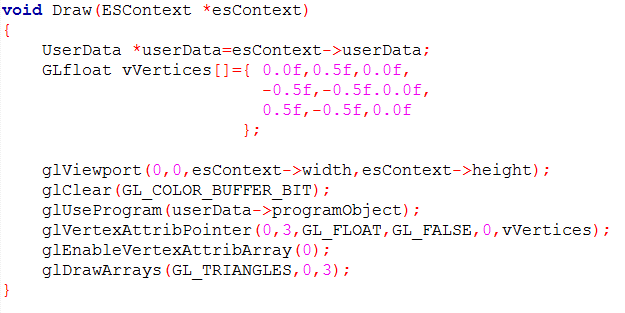 void Draw(ESContext *esContext)
{
    UserData *userData=esContext->userData;
    GLfloat vVertices[]={ 0.0f,0.5f,0.0f,
                          -0.5f,-0.5f.0.0f,
                          0.5f,-0.5f,0.0f
                        };
    glViewport(0,0,esContext->width,esContext->height);
    glClear(GL_COLOR_BUFFER_BIT);
    glUseProgram(userData->programObject);
    glVertexAttribPointer(0,3,GL_FLOAT,GL_FALSE,0,vVertices);
    glEnableVertexAttribArray(0);
    glDrawArrays(GL_TRIANGLES,0,3);
}